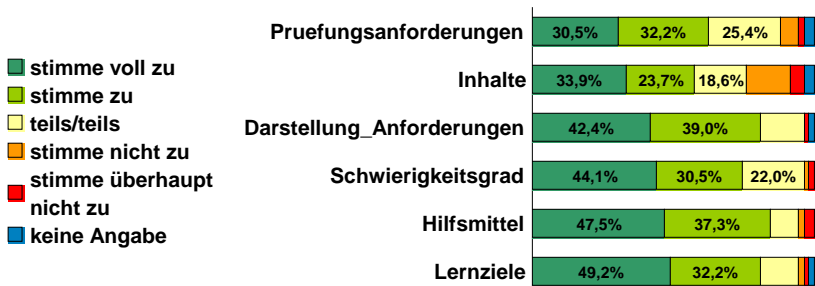 stimme voll zu
stimme zu
teils/teils
stimme nicht zu
stimme überhaupt
nicht zu
keine Angabe
Pruefungsanforderungen 30,5% 32,2% 25,4%
Inhalte 33,9% 23,7% 18,6%
Darstellung_Anforderungen 42,4% 39,0%
Schwierigkeitsgrad 44,1% 30,5% 22,0%
Hilfsmittel 47,5% 37,3%
Lernziele 49,2% 32,2%